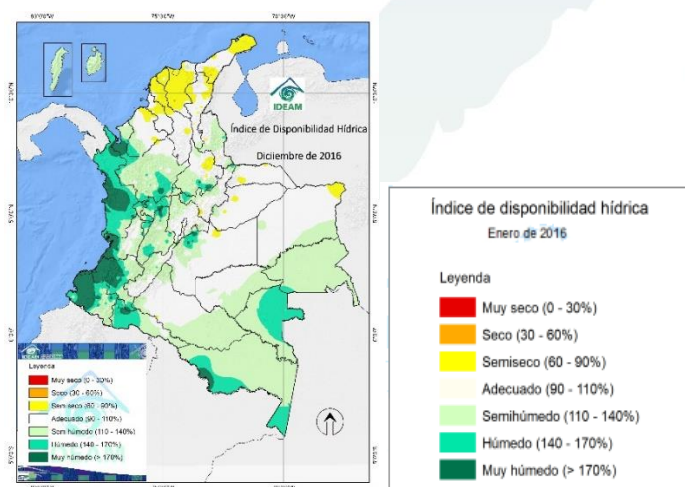 IDEAM
Índice de Disponibilidad Hídrica
Diciembre de 2016
Leyenda
Muy seco (0 - 30%)
Seco (30 - 60%)
Semiseco (60 - 90%)
Adecuado (90 - 110%)
Semihúmedo (110 - 140%)
Húmedo (140 - 170%)
Muy húmedo (> 170%)
Índice de disponibilidad hídrica
Enero de 2016
Leyenda
Muy seco (0 - 30%)
Seco (30 - 60%)
Semiseco (60 - 90%)
Adecuado (90 - 110%)
Semihúmedo (110 - 140%)
Húmedo (140 - 170%)
Muy húmedo (> 170%)